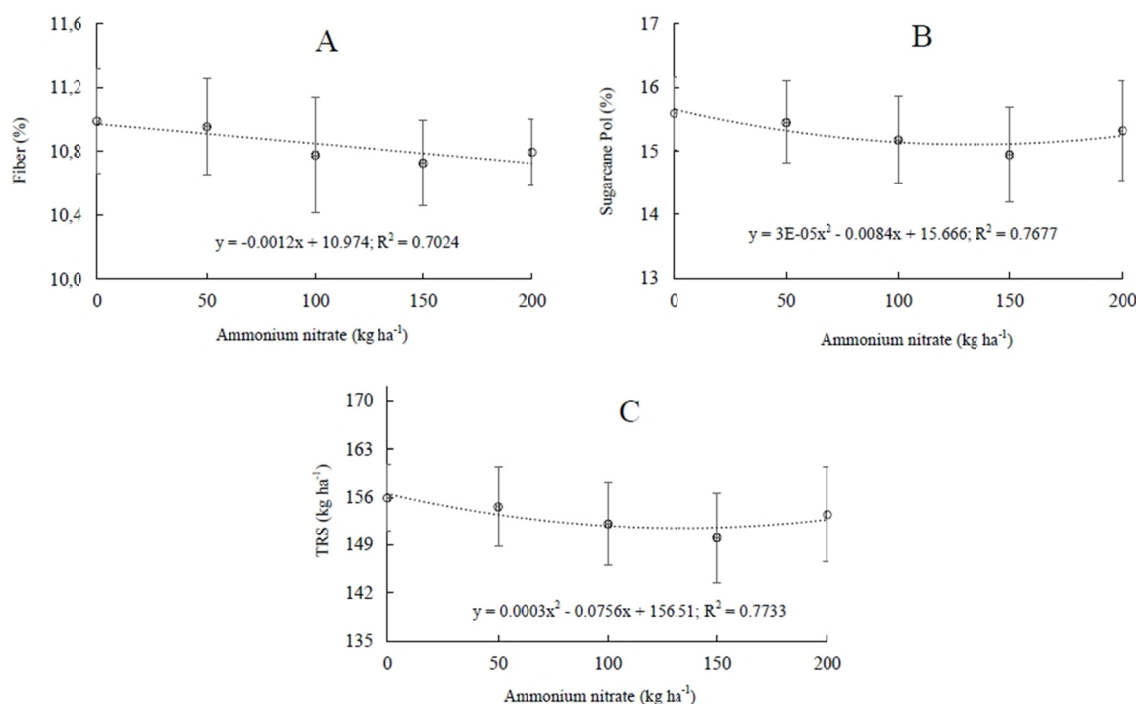 A
11,6
11,2
10,8
10,4
10,0
Fiber (%)
y = -0.0012x + 10.974; R² = 0.7024
0 50 100 150 200
Ammonium nitrate (kg ha⁻¹)
B
17
16
15
14
13
Sugarcane Pol (%)
y = 3E-05x² - 0.0084x + 15.666; R² = 0.7677
0 50 100 150 200
Ammonium nitrate (kg ha⁻¹)
C
170
163
156
149
142
135
TRS (kg ha⁻¹)
y = 0.0003x² - 0.0756x + 156.51; R² = 0.7733
0 50 100 150 200
Ammonium nitrate (kg ha⁻¹)